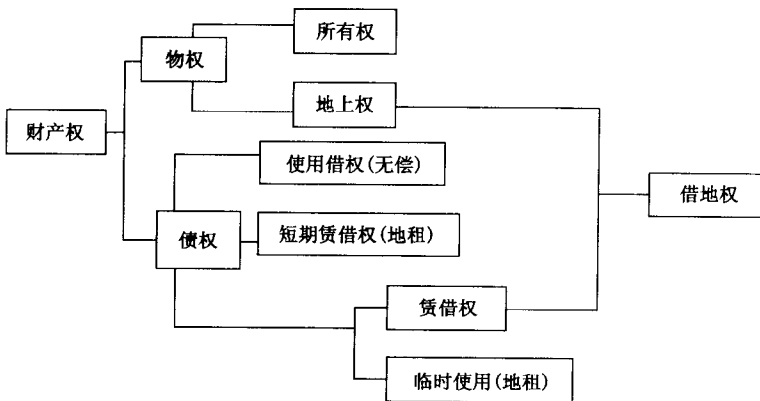 财产权
物权
所有权
地上权
债权
使用借权(无偿)
短期赁借权(地租)
赁借权
临时使用(地租)
借地权